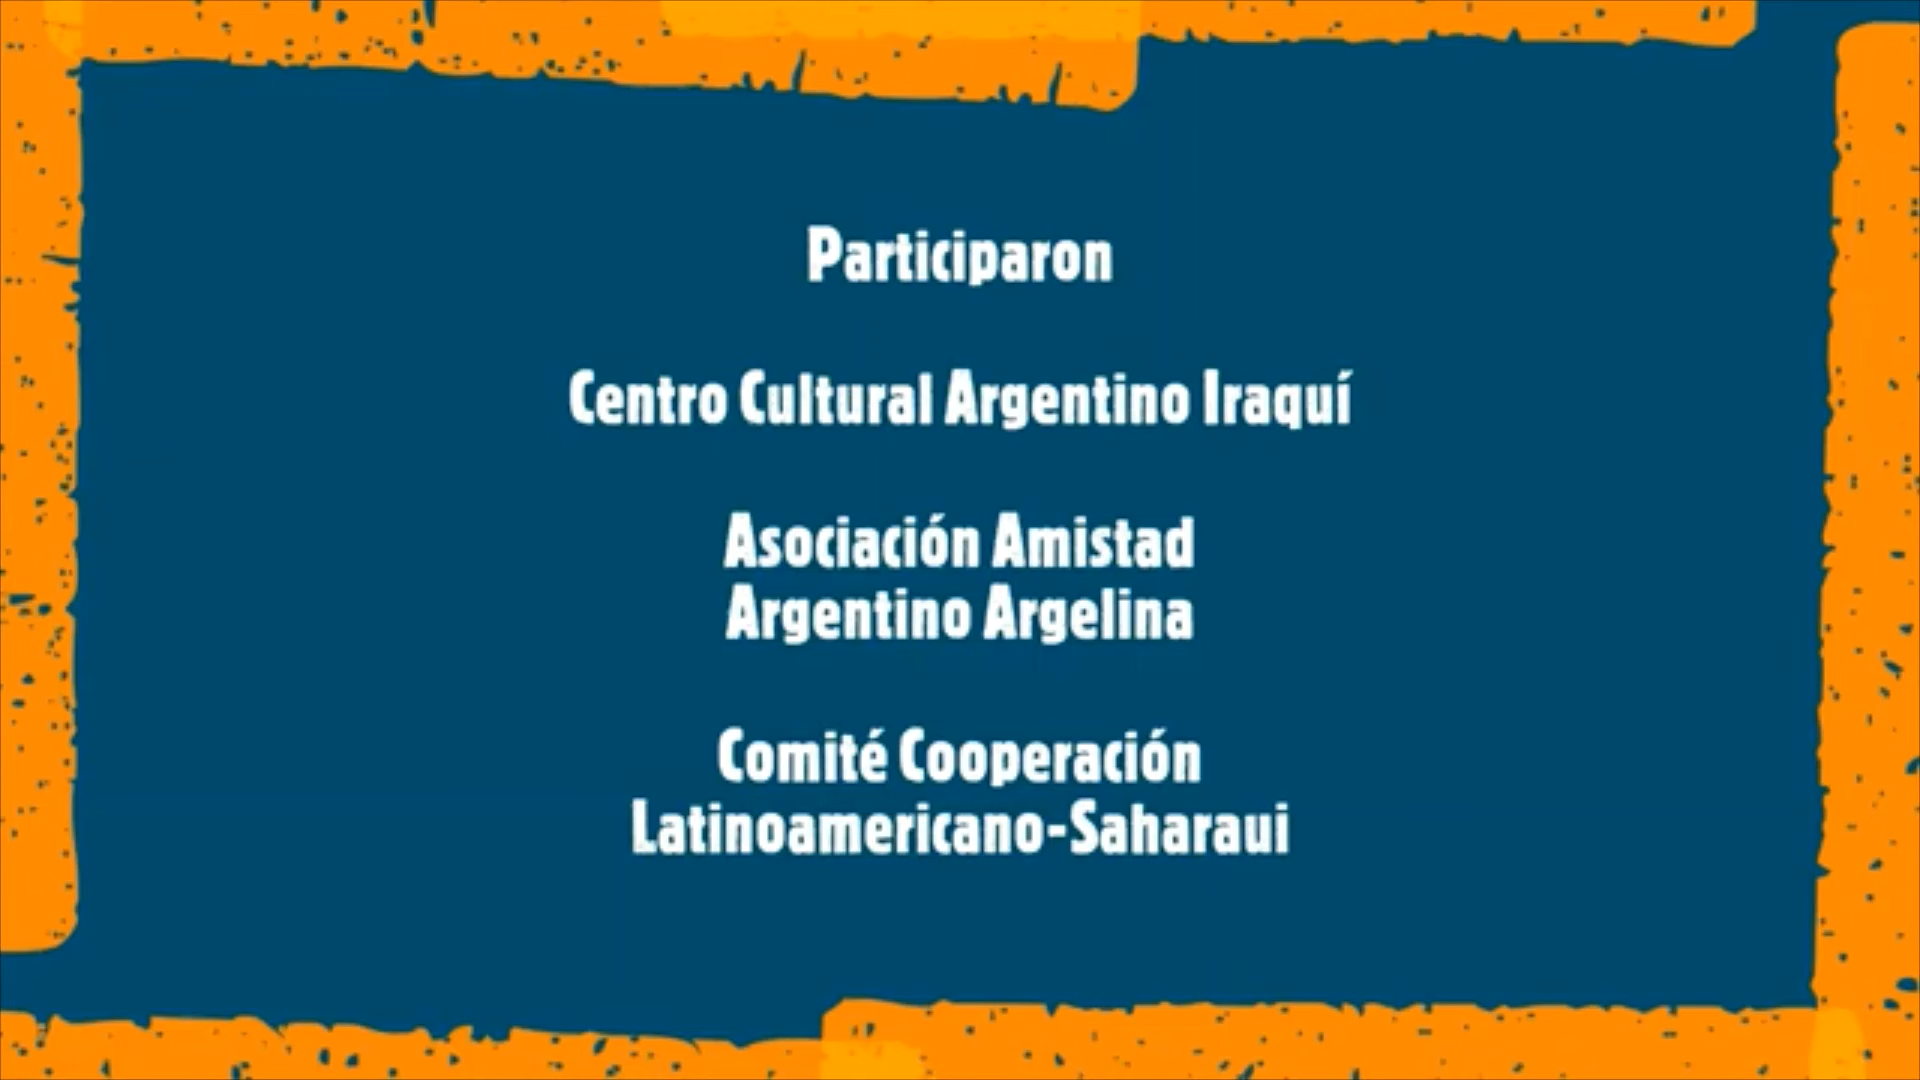 Participaron
Centro Cultural Argentino Iraquí
Asociación Amistad
Argentino Argelina
Comité Cooperación
Latinoamericano-Saharaui